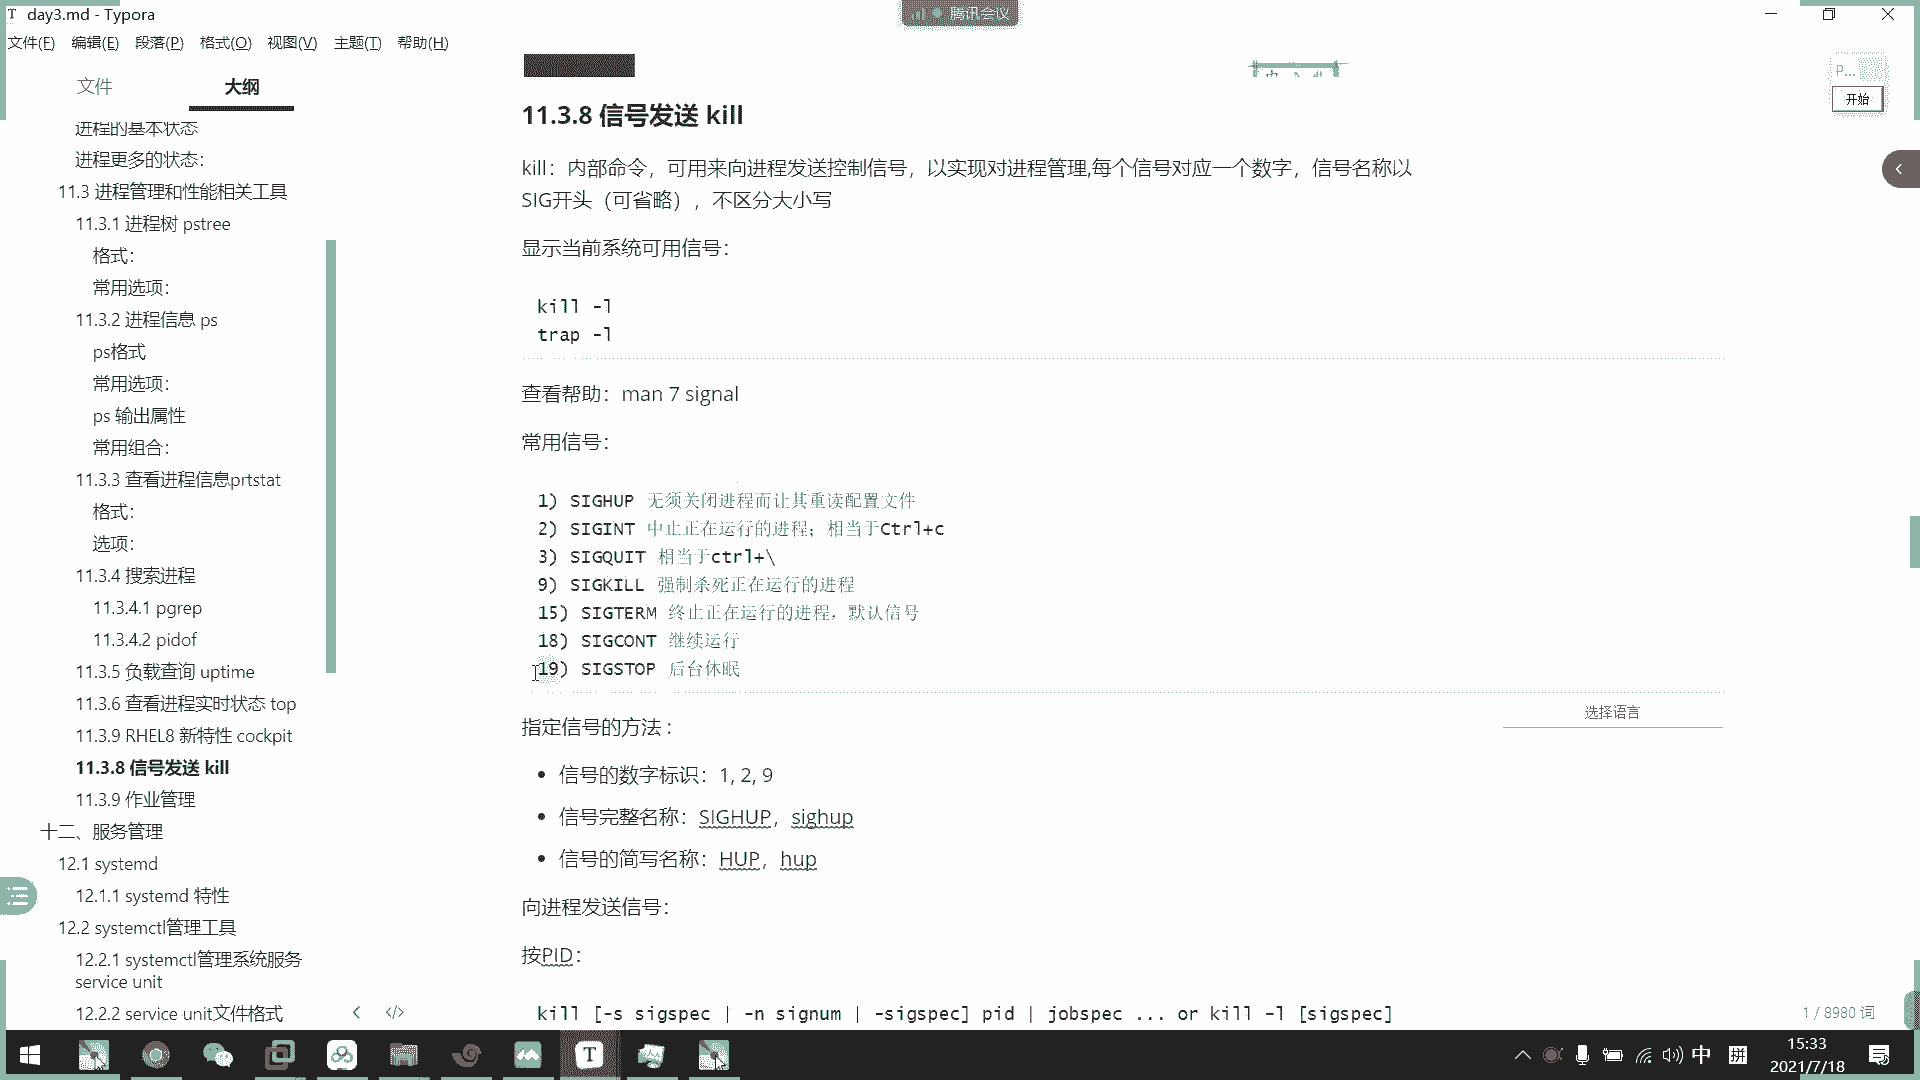 day3.md - Typora
腾讯会议
文件(F) 编辑(E) 段落(P) 格式(O) 视图(V) 主题(T) 帮助(H)
文件 大纲
进程的基本状态
进程更多的状态：
11.3 进程管理和性能相关工具
11.3.1 进程树 pstree
格式：
常用选项：
11.3.2 进程信息 ps
ps格式
常用选项：
ps 输出属性
常用组合：
11.3.3 查看进程信息prtstat
格式：
选项：
11.3.4 搜索进程
11.3.4.1 pgrep
11.3.4.2 pidof
11.3.5 负载查询 uptime
11.3.6 查看进程实时状态 top
11.3.9 RHEL8 新特性 cockpit
11.3.8 信号发送 kill
11.3.9 作业管理
十二、服务管理
12.1 systemd
12.1.1 systemd 特性
12.2 systemctl管理工具
12.2.1 systemctl管理系统服务
service unit
12.2.2 service unit文件格式
P...
开始
11.3.8 信号发送 kill
kill：内部命令，可用来向进程发送控制信号，以实现对进程管理,每个信号对应一个数字，信号名称以
SIG开头（可省略），不区分大小写
显示当前系统可用信号：
kill -l
trap -l
查看帮助：man 7 signal
常用信号：
1) SIGHUP 无须关闭进程而让其重读配置文件
2) SIGINT 中止正在运行的进程；相当于Ctrl+c
3) SIGQUIT 相当于ctrl+\
9) SIGKILL 强制杀死正在运行的进程
15) SIGTERM 终止正在运行的进程，默认信号
18) SIGCONT 继续运行
19) SIGSTOP 后台休眠
选择语言
指定信号的方法 :
• 信号的数字标识：1, 2, 9
• 信号完整名称：SIGHUP，sighup
• 信号的简写名称：HUP，hup
向进程发送信号：
按PID：
kill [-s sigspec | -n signum | -sigspec] pid | jobspec ... or kill -l [sigspec]
1 / 8980 词
中 拼
15:33
2021/7/18